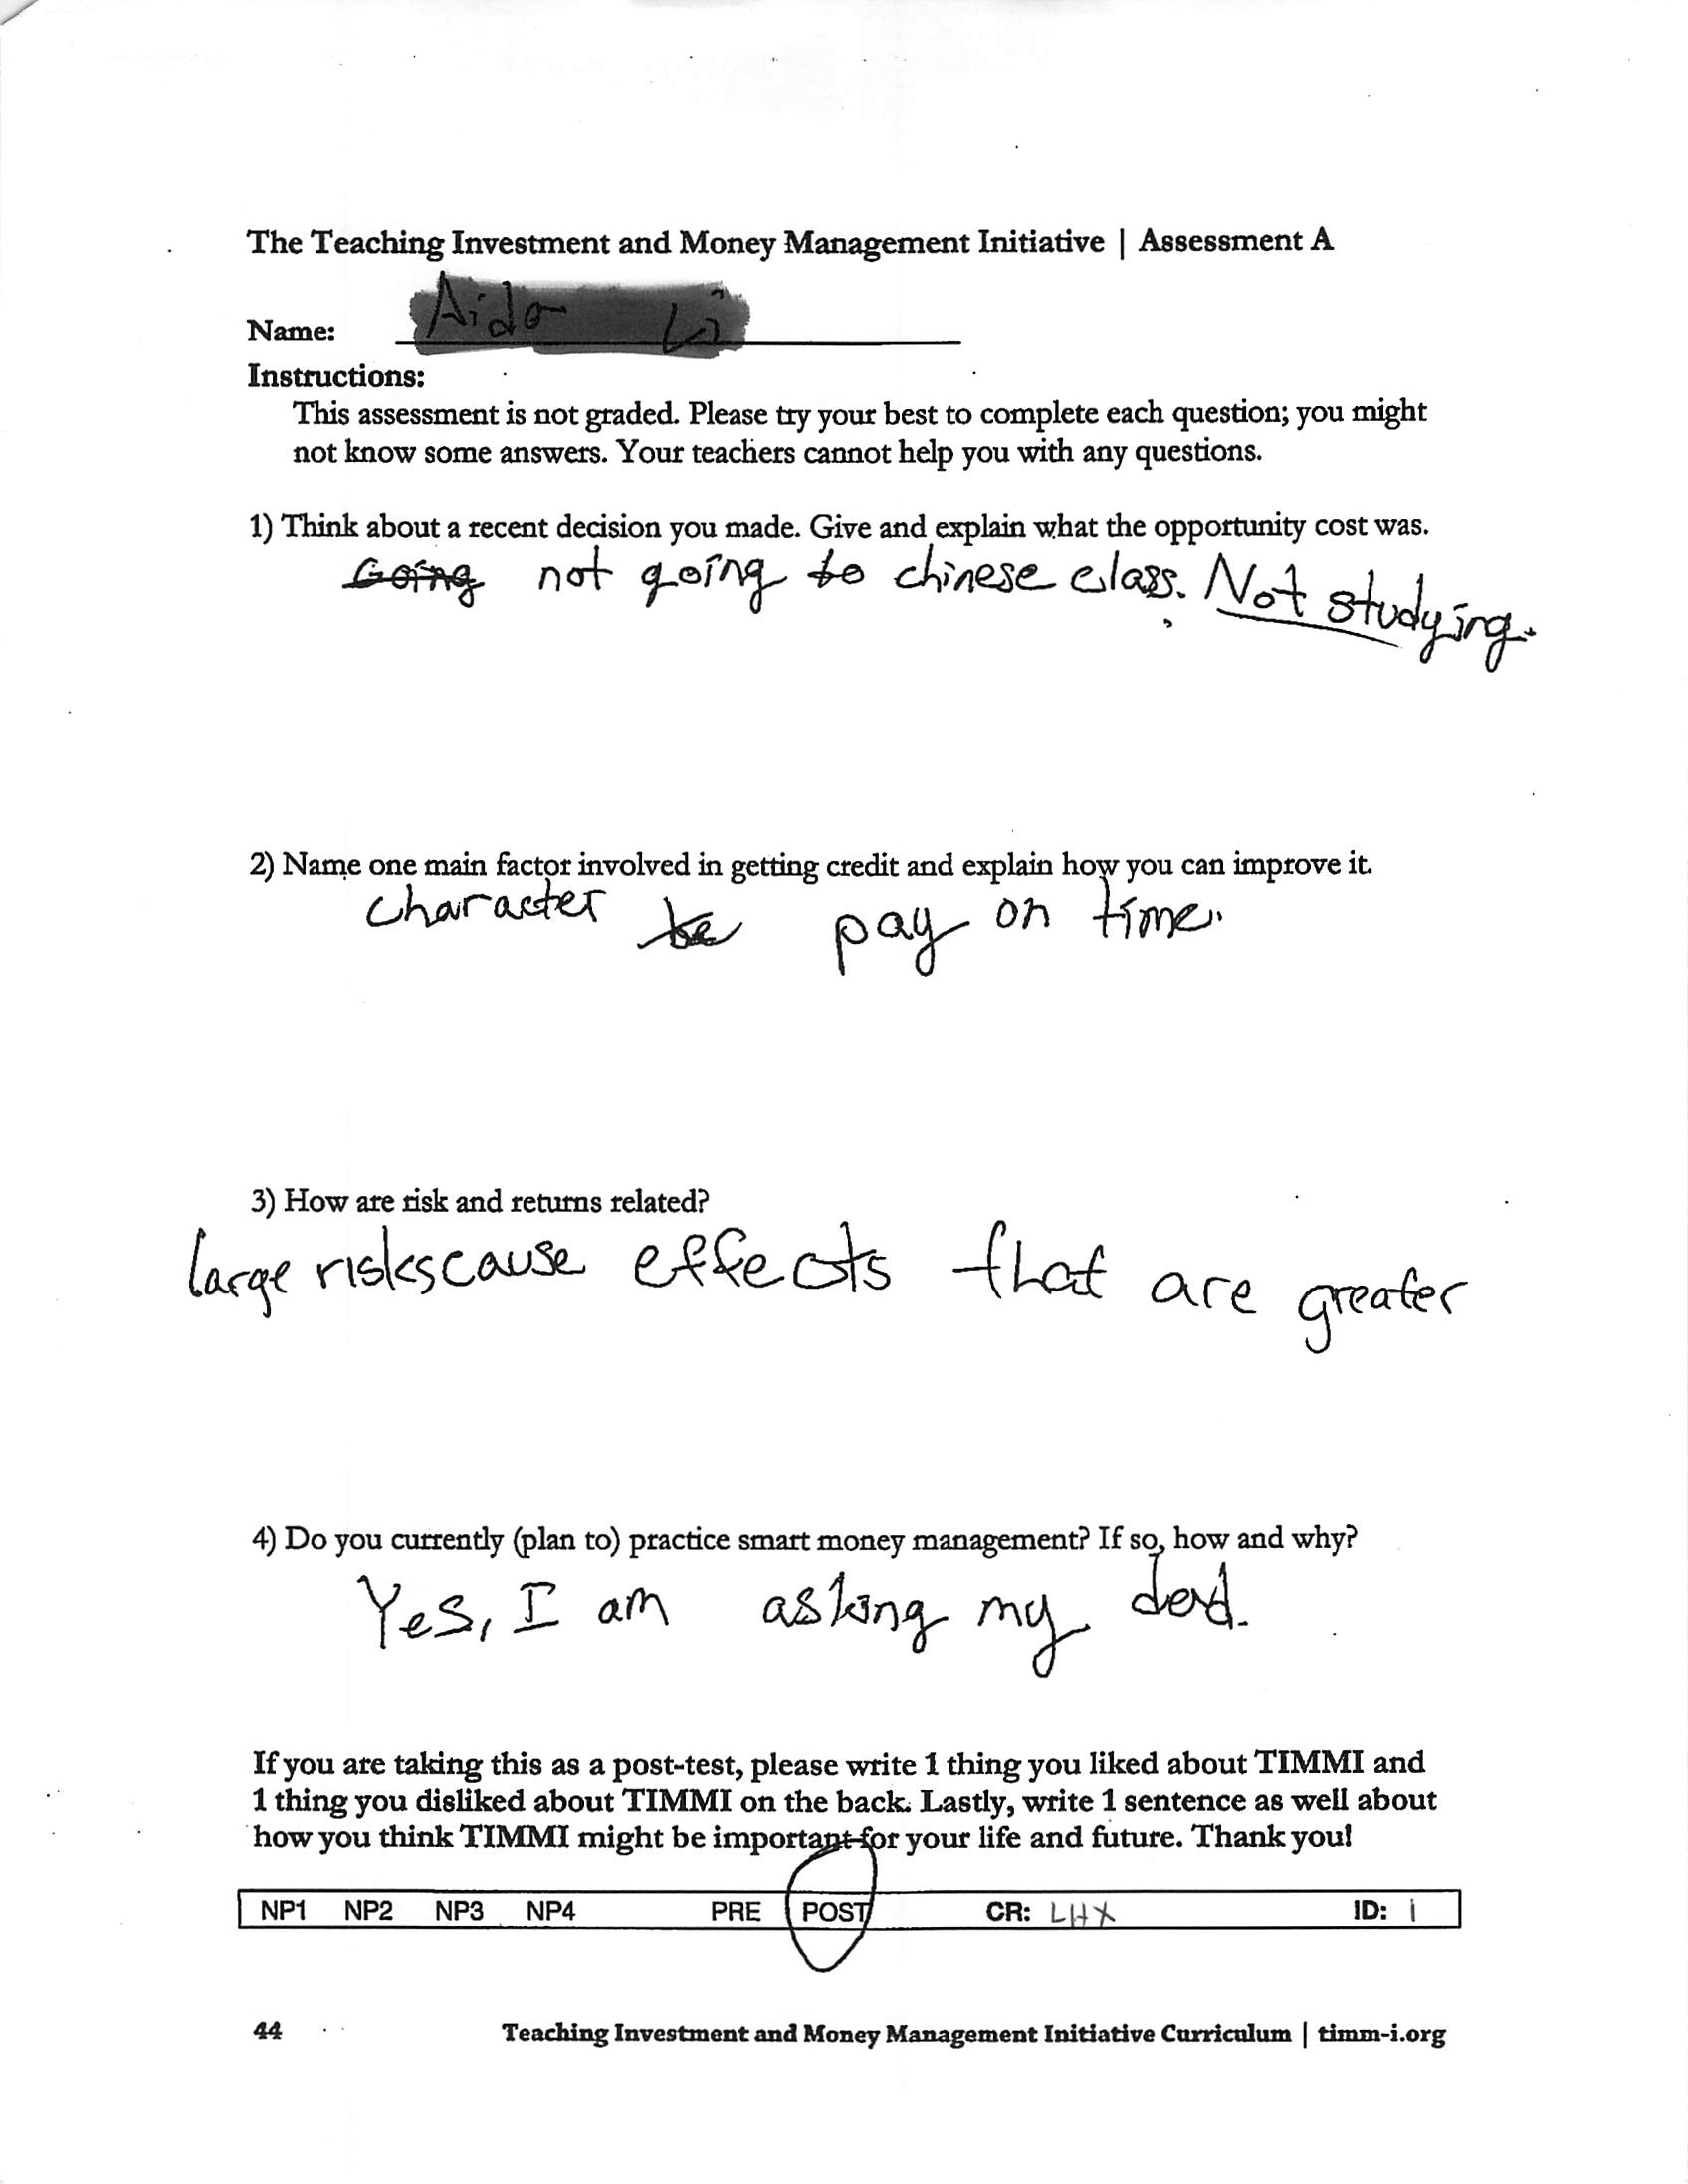 The Teaching Investment and Money Management Initiative | Assessment A
Name:
Instructions:
This assessment is not graded. Please try your best to complete each question; you might
not know some answers. Your teachers cannot help you with any questions.
1) Think about a recent decision you made. Give and explain what the opportunity cost was.
Going not going to chinese class. Not studying.
2) Name one main factor involved in getting credit and explain how you can improve it.
character be pay on time.
3) How are risk and returns related?
large risks cause effects that are greater
4) Do you currently (plan to) practice smart money management? If so, how and why?
Yes, I am asking my dad.
If you are taking this as a post-test, please write 1 thing you liked about TIMMI and
1 thing you disliked about TIMMI on the back. Lastly, write 1 sentence as well about
how you think TIMMI might be important for your life and future. Thank you!
NP1 NP2 NP3 NP4 PRE POST CR: LHX ID: 1
44 Teaching Investment and Money Management Initiative Curriculum | timm-i.org